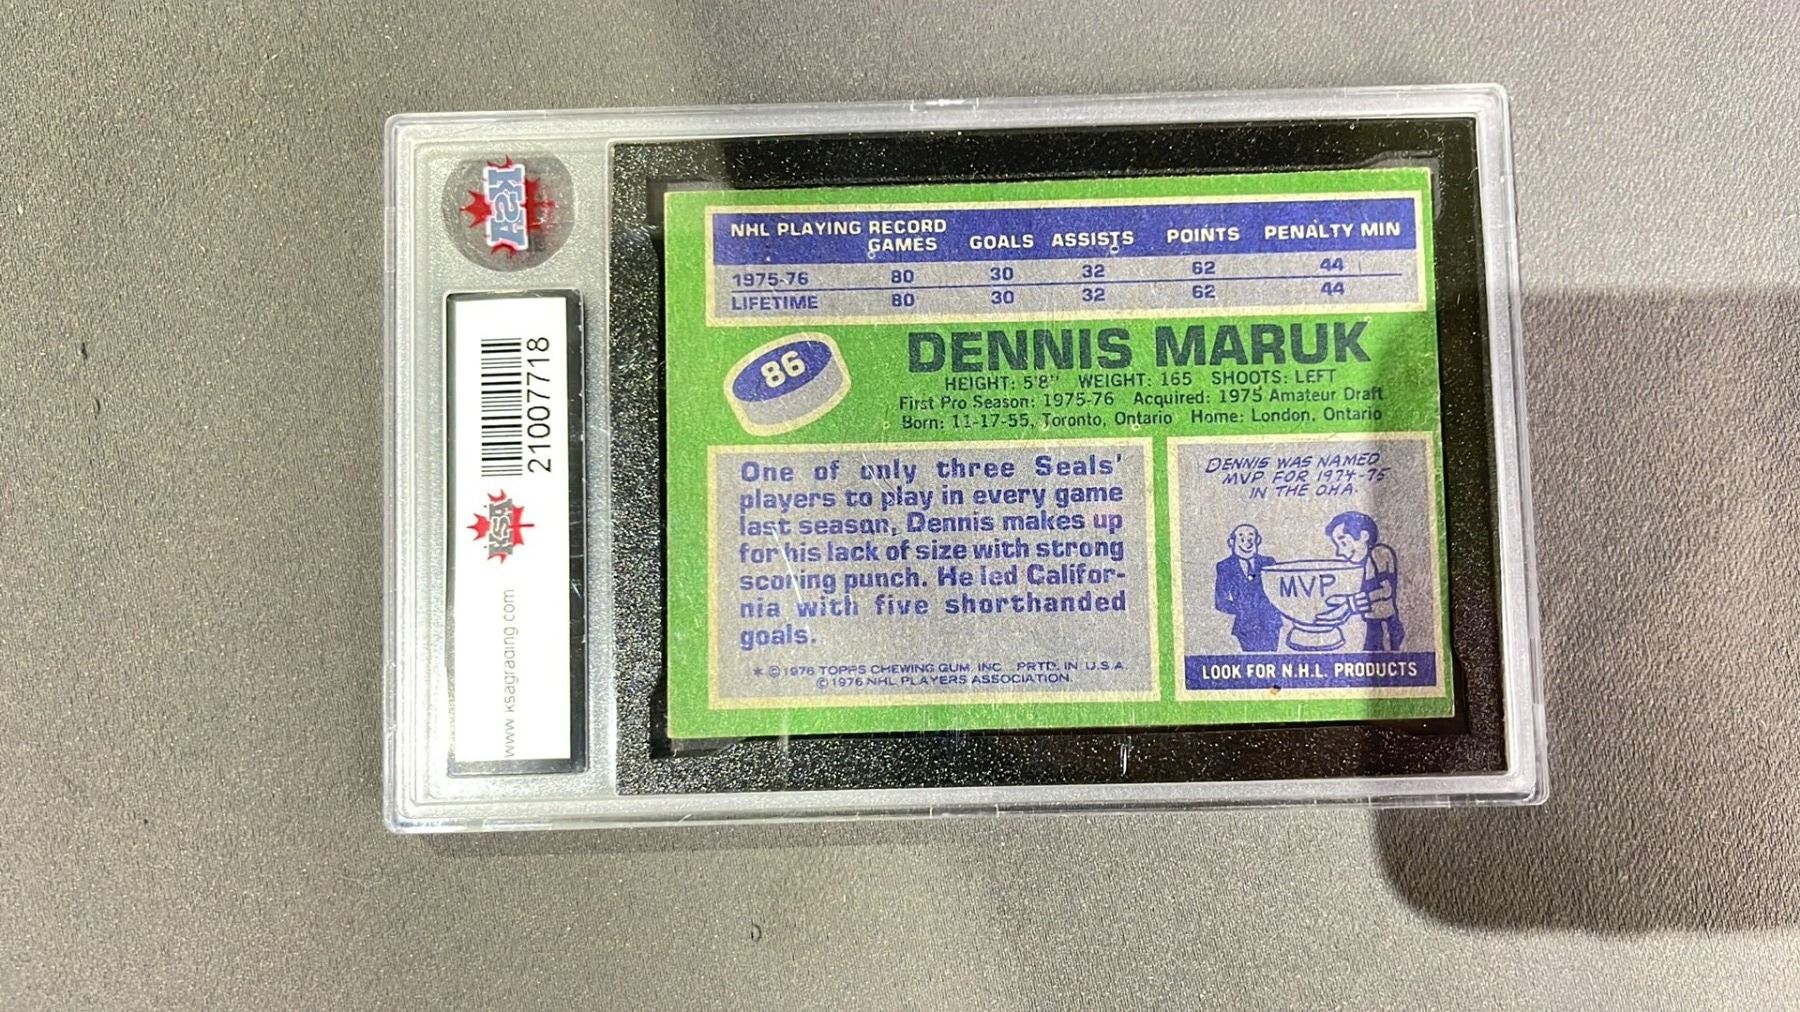 KSA
21007718
KSA
www.ksagrading.com
NHL PLAYING RECORD
GAMES GOALS ASSISTS POINTS PENALTY MIN
1975-76 80 30 32 62 44
LIFETIME 80 30 32 62 44
86
DENNIS MARUK
HEIGHT: 5'8" WEIGHT: 165 SHOOTS: LEFT
First Pro Season: 1975-76 Acquired: 1975 Amateur Draft
Born: 11-17-55, Toronto, Ontario Home: London, Ontario
One of only three Seals'
players to play in every game
last season, Dennis makes up
for his lack of size with strong
scoring punch. He led Califor-
nia with five shorthanded
goals.
* © 1976 TOPPS CHEWING GUM, INC. PRTD. IN U.S.A.
© 1976 NHL PLAYERS ASSOCIATION.
DENNIS WAS NAMED
MVP FOR 1974-75
IN THE O.H.A.
MVP
LOOK FOR N.H.L. PRODUCTS